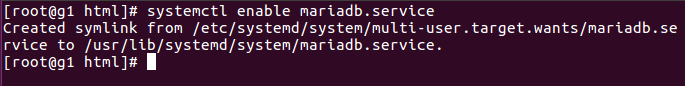 [root@g1 html]# systemctl enable mariadb.service
Created symlink from /etc/systemd/system/multi-user.target.wants/mariadb.se
rvice to /usr/lib/systemd/system/mariadb.service.
[root@g1 html]#